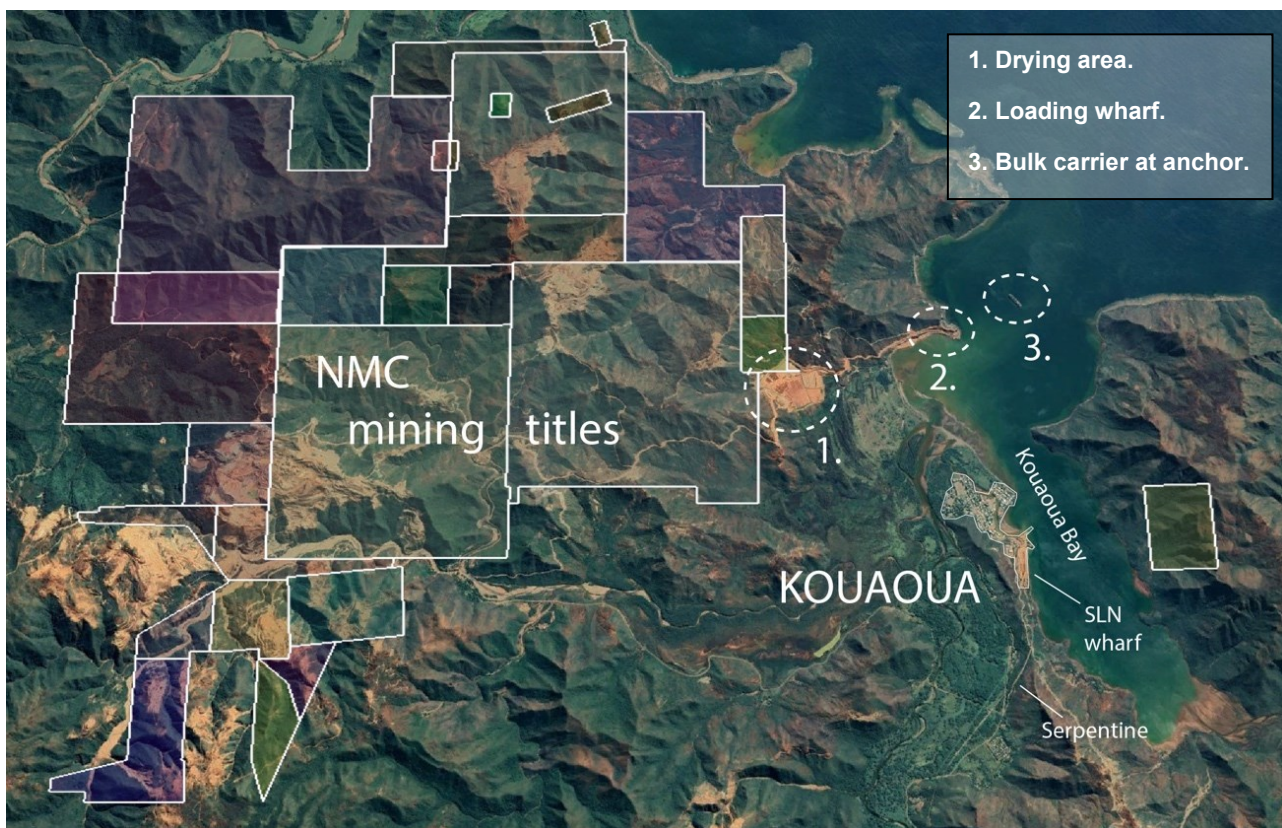 1. Drying area.
2. Loading wharf.
3. Bulk carrier at anchor.
3.
2.
NMC
mining titles
1.
Kouaoua Bay
KOUAOUA
SLN
wharf
Serpentine